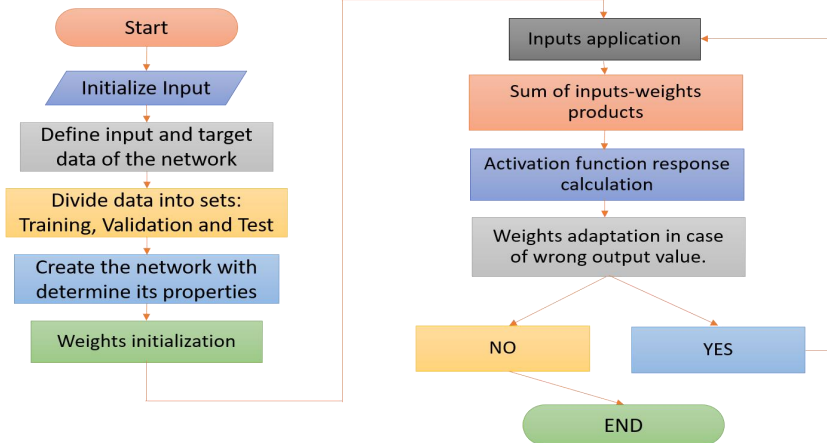 Start
Initialize Input
Define input and target
data of the network
Divide data into sets:
Training, Validation and Test
Create the network with
determine its properties
Weights initialization
Inputs application
Sum of inputs-weights
products
Activation function response
calculation
Weights adaptation in case
of wrong output value.
NO
YES
END